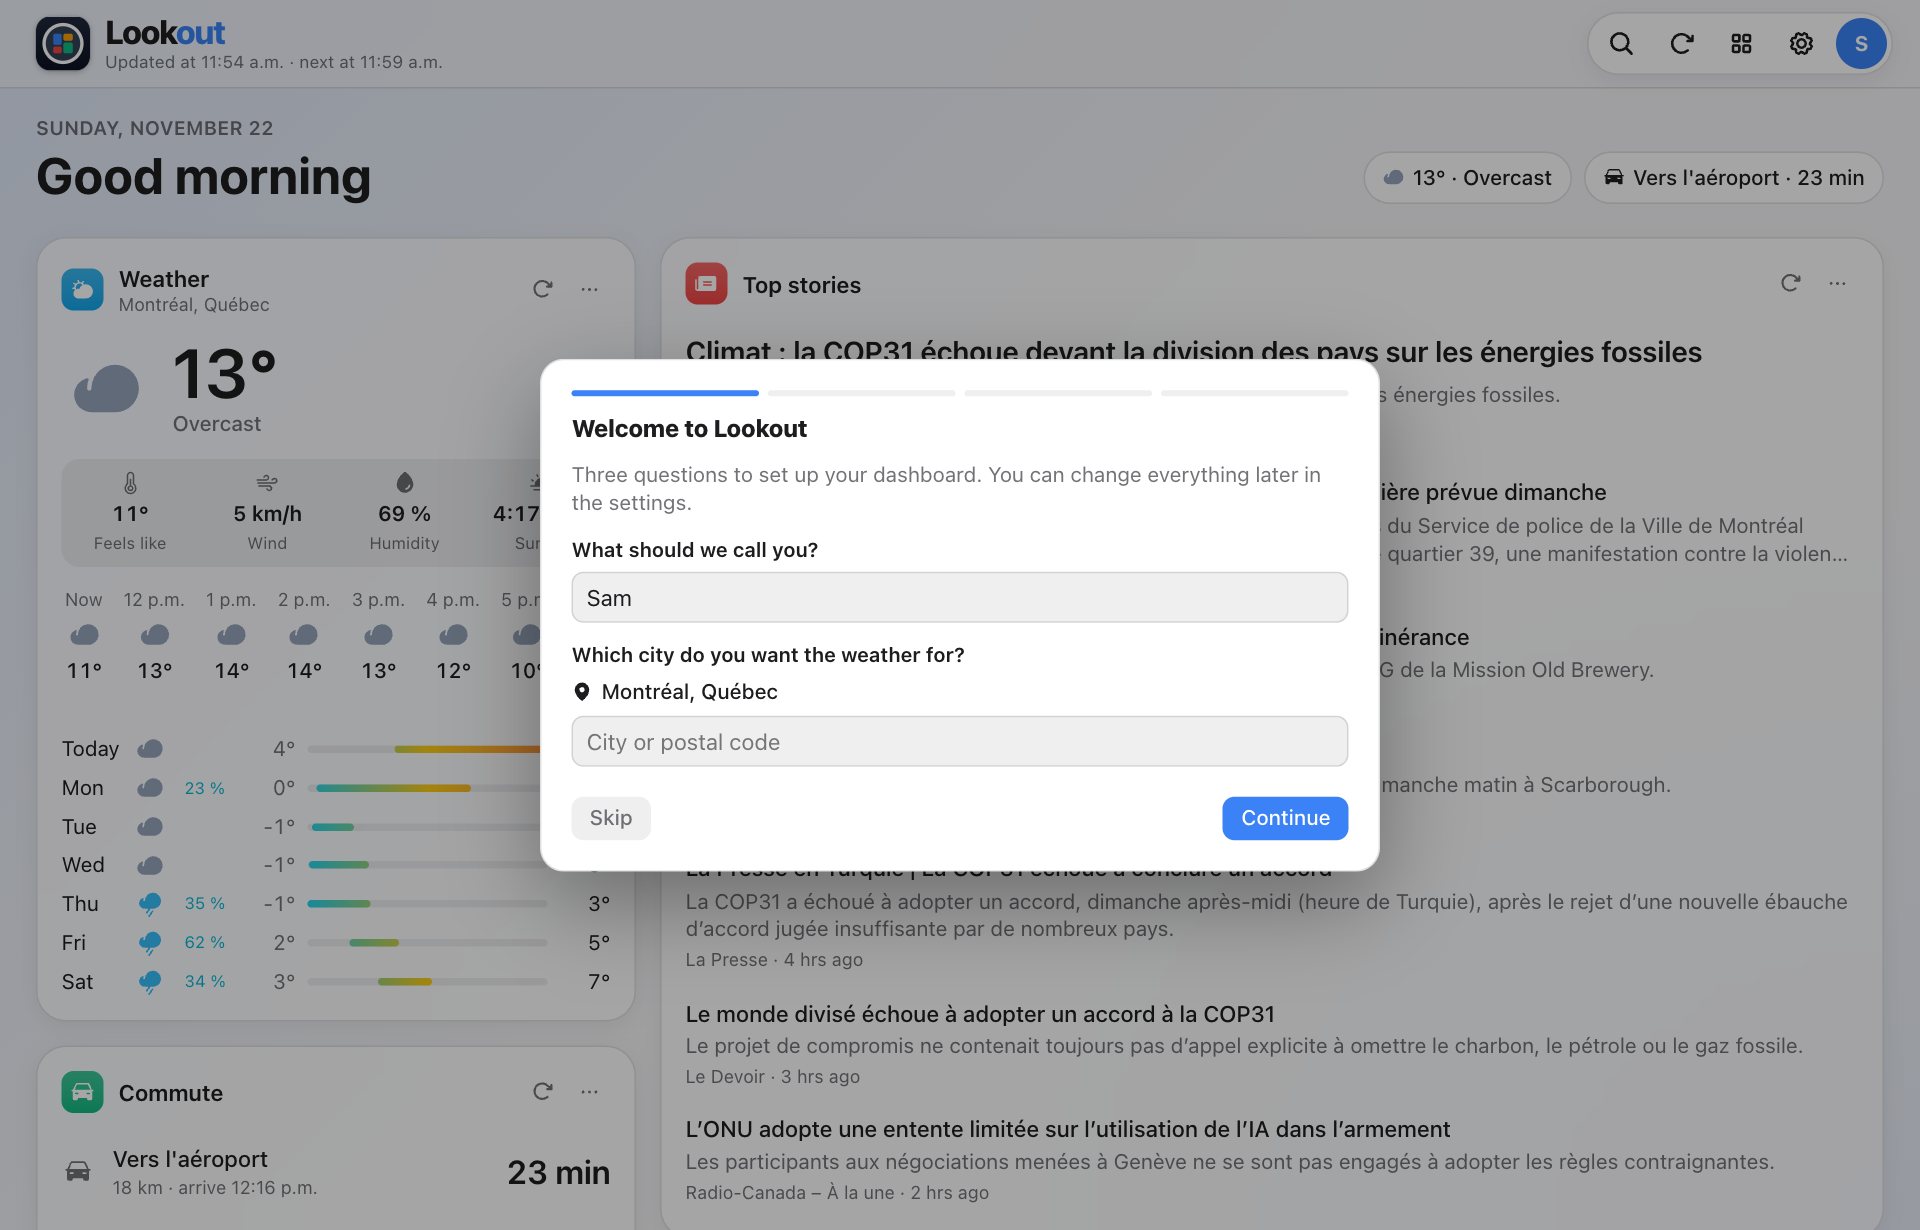 Lookout
Updated at 11:54 a.m. · next at 11:59 a.m.
S
SUNDAY, NOVEMBER 22
Good morning
13° · Overcast
Vers l'aéroport · 23 min
Weather
Montréal, Québec
13°
Overcast
11° 5 km/h 69 % 4:17
Feels like Wind Humidity
Now 12 p.m. 1 p.m. 2 p.m. 3 p.m. 4 p.m.
11° 13° 14° 14° 13° 12° 10°
Today 4°
Mon 23 % 0°
Tue -1°
Wed -1°
Thu 35 % -1° 3°
Fri 62 % 2° 5°
Sat 34 % 3° 7°
Commute
Vers l'aéroport
18 km · arrive 12:16 p.m.
23 min
Top stories
Climat : la COP31 échoue devant la division des pays sur les énergies fossiles
énergies fossiles.
prévue dimanche
du Service de police de la Ville de Montréal
quartier 39, une manifestation contre la violen...
de la Mission Old Brewery.
matin à Scarborough.
Welcome to Lookout
Three questions to set up your dashboard. You can change everything later in
the settings.
What should we call you?
Sam
Which city do you want the weather for?
Montréal, Québec
City or postal code
Skip
Continue
La Presse en Turquie | La COP31 échoue à conclure un accord
La COP31 a échoué à adopter un accord, dimanche après-midi (heure de Turquie), après le rejet d’une nouvelle ébauche
d’accord jugée insuffisante par de nombreux pays.
La Presse · 4 hrs ago
Le monde divisé échoue à adopter un accord à la COP31
Le projet de compromis ne contenait toujours pas d’appel explicite à omettre le charbon, le pétrole ou le gaz fossile.
Le Devoir · 3 hrs ago
L’ONU adopte une entente limitée sur l’utilisation de l’IA dans l’armement
Les participants aux négociations menées à Genève ne se sont pas engagés à adopter les règles contraignantes.
Radio-Canada – À la une · 2 hrs ago